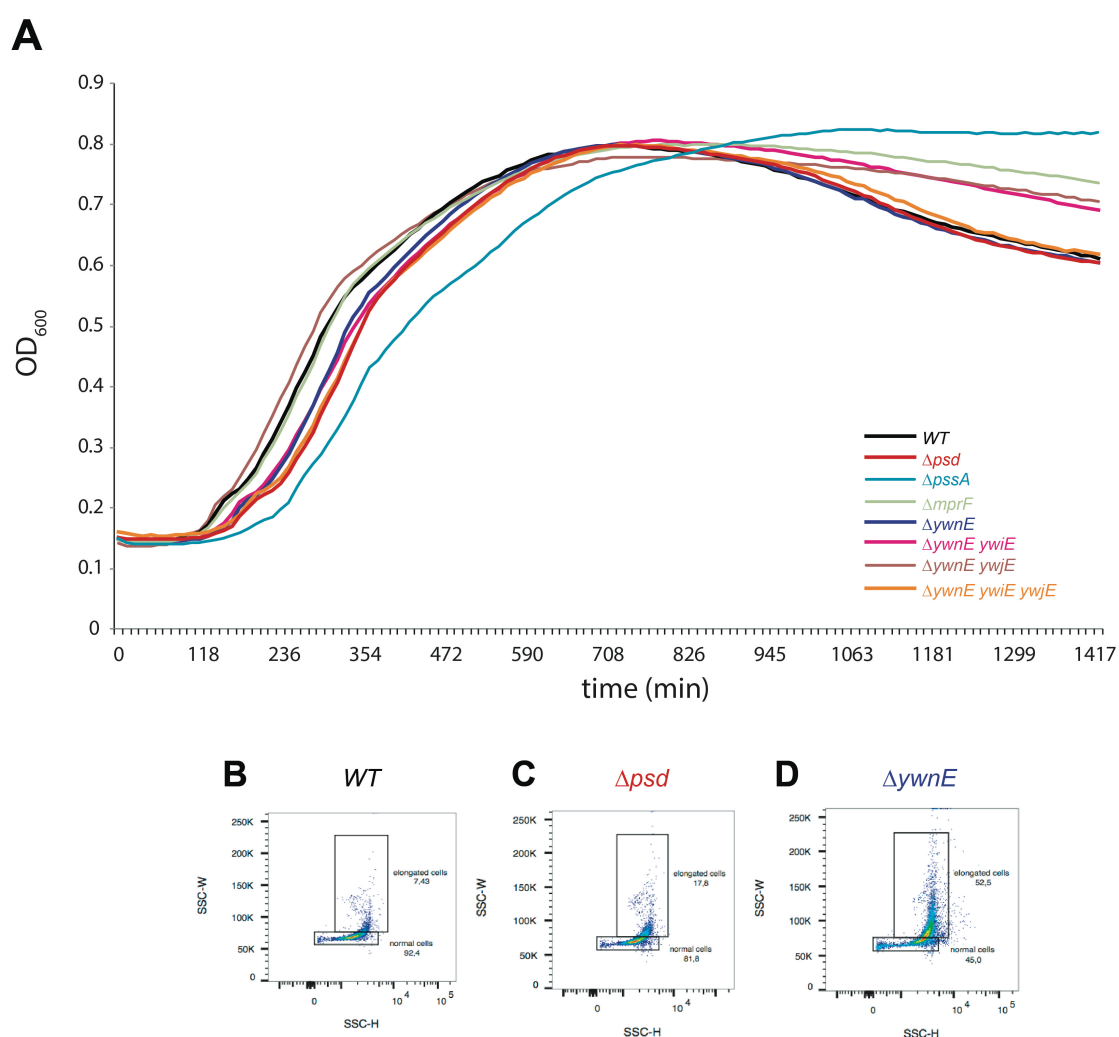 A
0.9
0.8
0.7
0.6
0.5
0.4
0.3
0.2
0.1
0
OD600
0 118 236 354 472 590 708 826 945 1063 1181 1299 1417
time (min)
WT
Δpsd
ΔpssA
ΔmprF
ΔywnE
ΔywnE ywiE
ΔywnE ywjE
ΔywnE ywiE ywjE
B WT
250K
200K
150K
100K
50K
0
SSC-W
elongated cells
7,43
normal cells
92,4
0 10^4 10^5
SSC-H
C Δpsd
250K
200K
150K
100K
50K
0
SSC-W
elongated cells
17,8
normal cells
81,8
0 10^4
SSC-H
D ΔywnE
250K
200K
150K
100K
50K
0
SSC-W
elongated cells
52,5
normal cells
45,0
0 10^4 10^5
SSC-H